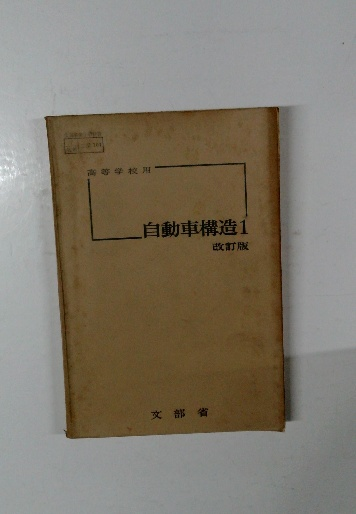 高等学校用
自動車構造1
改訂版
文部省